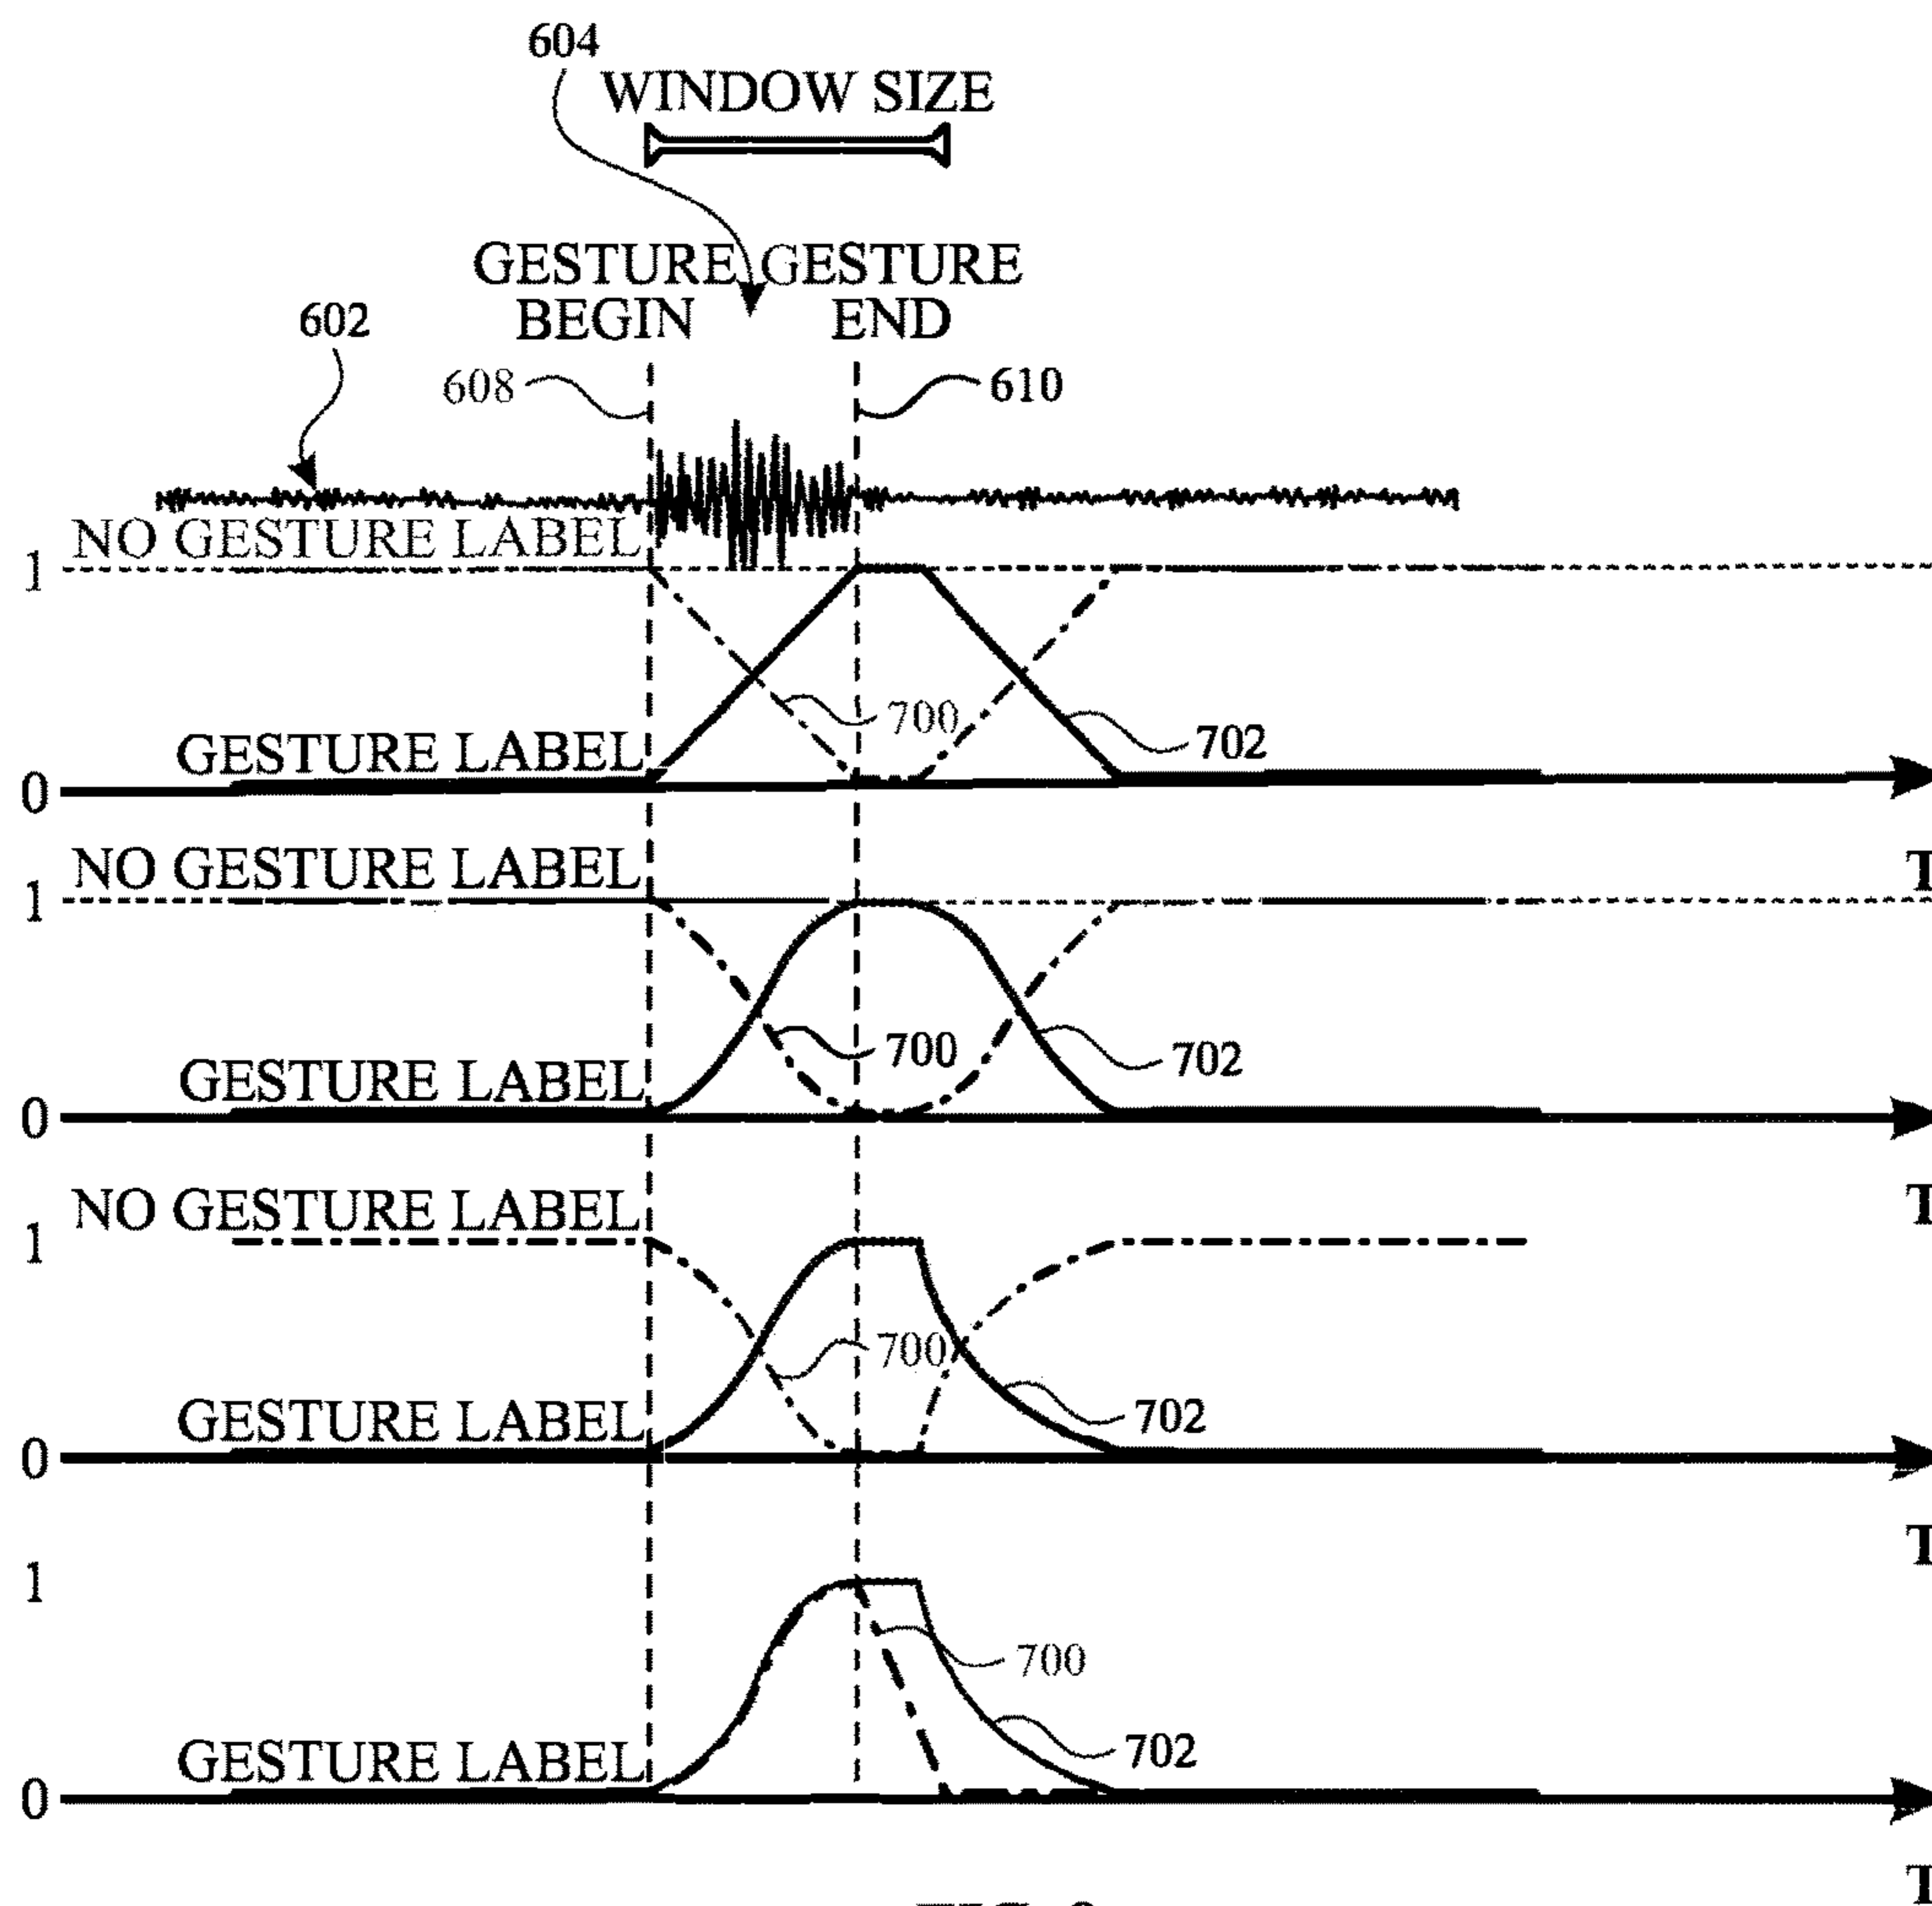 604
WINDOW SIZE
GESTURE GESTURE
BEGIN END
602
608
610
NO GESTURE LABEL
1
700
702
GESTURE LABEL
0
T
NO GESTURE LABEL
1
700
702
GESTURE LABEL
0
T
NO GESTURE LABEL
1
700
702
GESTURE LABEL
0
T
1
700
702
GESTURE LABEL
0
T